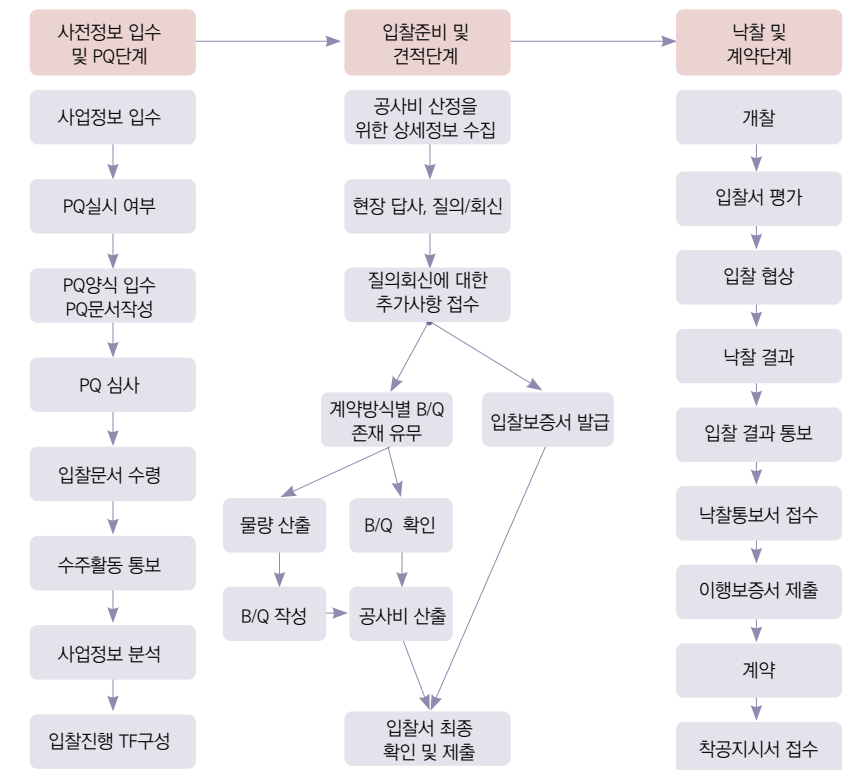 사전정보 입수
및 PQ단계
입찰준비 및
견적단계
낙찰 및
계약단계
사업정보 입수
PQ실시 여부
PQ양식 입수
PQ문서작성
PQ 심사
입찰문서 수령
수주활동 통보
사업정보 분석
입찰진행 TF구성
공사비 산정을
위한 상세정보 수집
현장 답사, 질의/회신
질의회신에 대한
추가사항 접수
계약방식별 B/Q
존재 유무
입찰보증서 발급
물량 산출
B/Q 확인
B/Q 작성
공사비 산출
입찰서 최종
확인 및 제출
개찰
입찰서 평가
입찰 협상
낙찰 결과
입찰 결과 통보
낙찰통보서 접수
이행보증서 제출
계약
착공지시서 접수